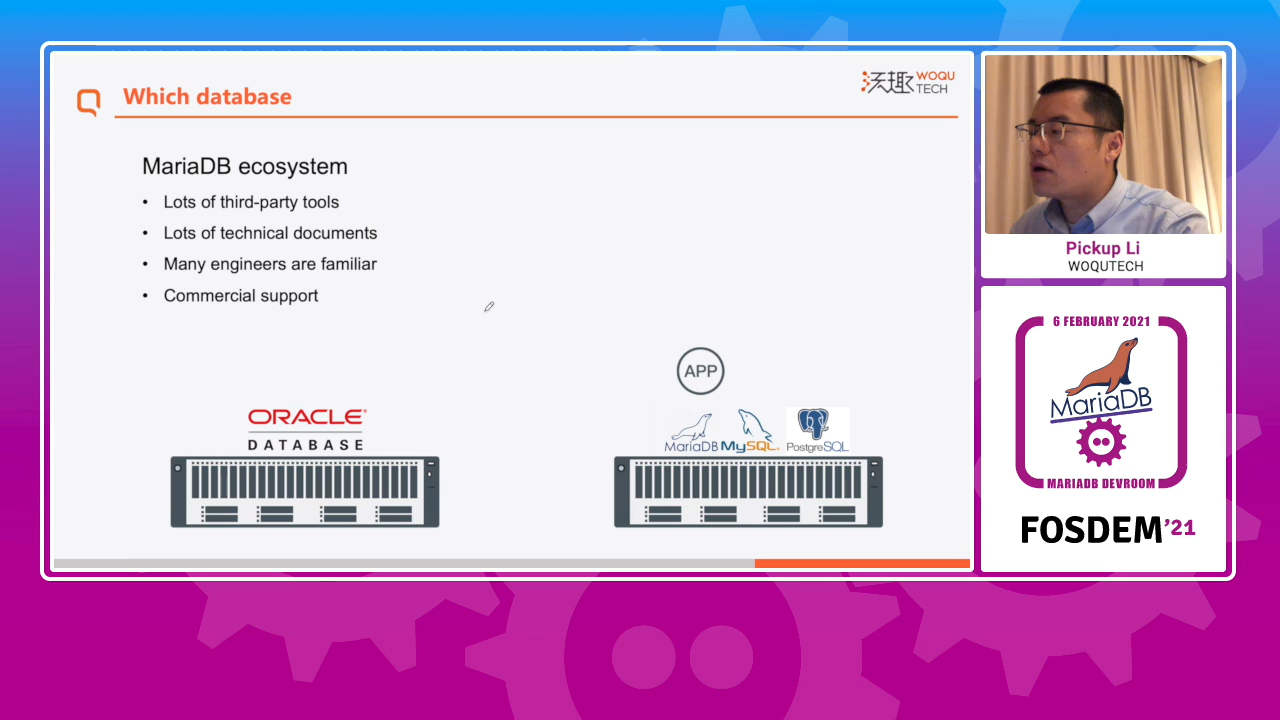 Which database
沃趣 WOQU
TECH
MariaDB ecosystem
• Lots of third-party tools
• Lots of technical documents
• Many engineers are familiar
• Commercial support
APP
ORACLE®
DATABASE
MariaDB MySQL® PostgreSQL
Pickup Li
WOQUTECH
6 FEBRUARY 2021
MariaDB
MARIADB DEVROOM
FOSDEM'21